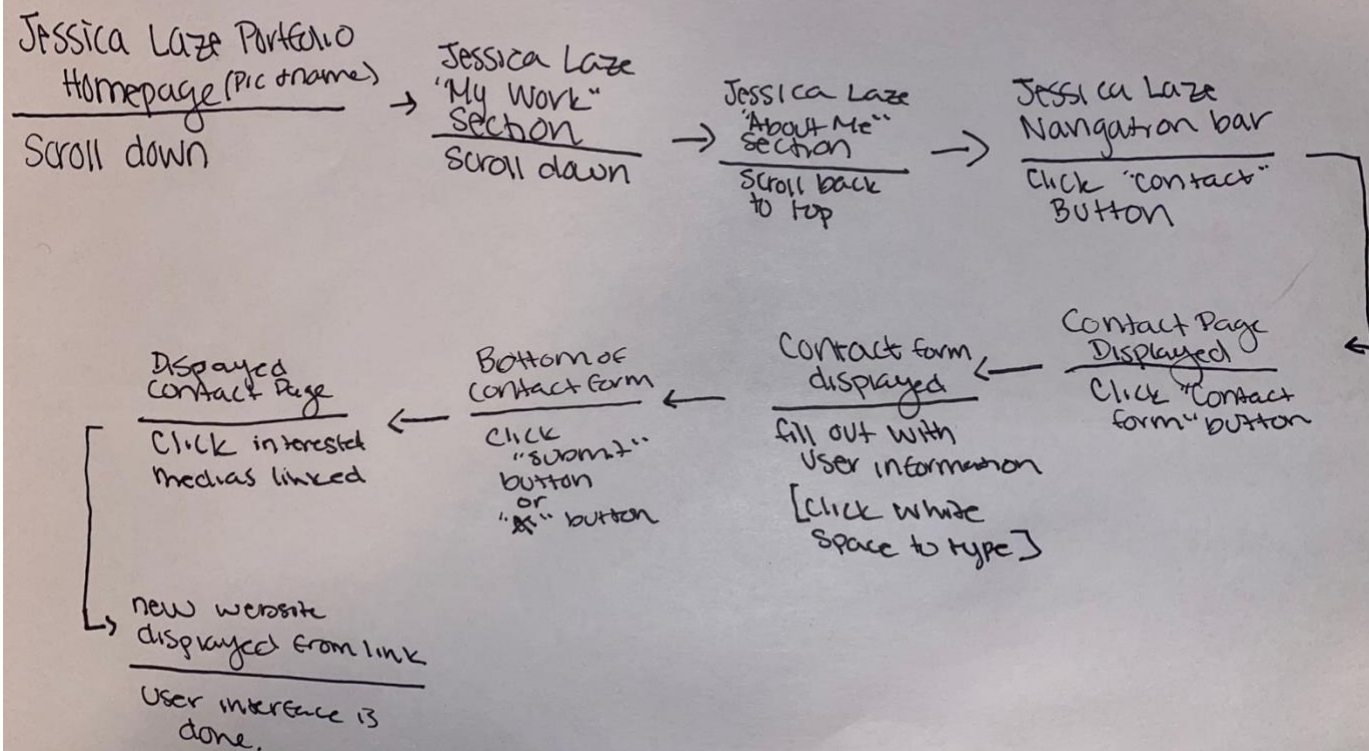 Jessica Laze Portfolio
Homepage (Pic + name)
Scroll down
Jessica Laze
"My Work"
section
scroll down
Jessica Laze
"About Me"
section
scroll back
to top
Jessica Laze
Navigation bar
Click "contact"
Button
Contact Page
Displayed
Click "Contact
form" button
Contact form
displayed
fill out with
user information
[click white
space to type]
Bottom of
contact form
click
"submit"
button
or
button
Dispayed
contact Page
Click interested
medias linked
new website
displayed from link
User interface is
done.